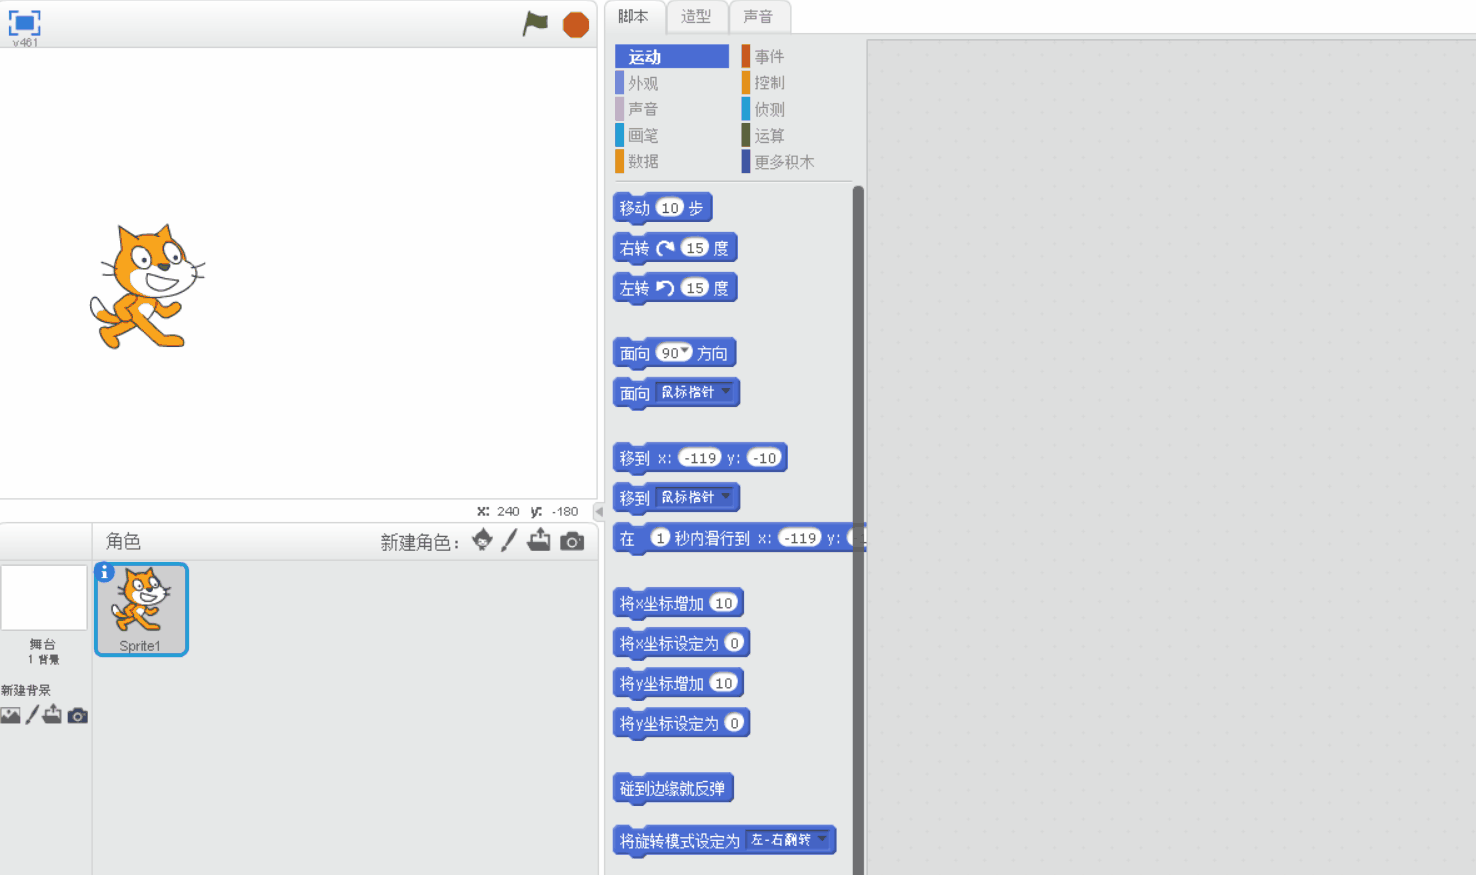 v461
脚本 造型 声音
运动 事件
外观 控制
声音 侦测
画笔 运算
数据 更多积木
移动 10 步
右转 15 度
左转 15 度
面向 90 方向
面向 鼠标指针
移到 x: -119 y: -10
移到 鼠标指针
在 1 秒内滑行到 x: -119 y:
将x坐标增加 10
将x坐标设定为 0
将y坐标增加 10
将y坐标设定为 0
碰到边缘就反弹
将旋转模式设定为 左-右翻转
x: 240 y: -180
角色 新建角色:
Sprite1
舞台
1 背景
新建背景